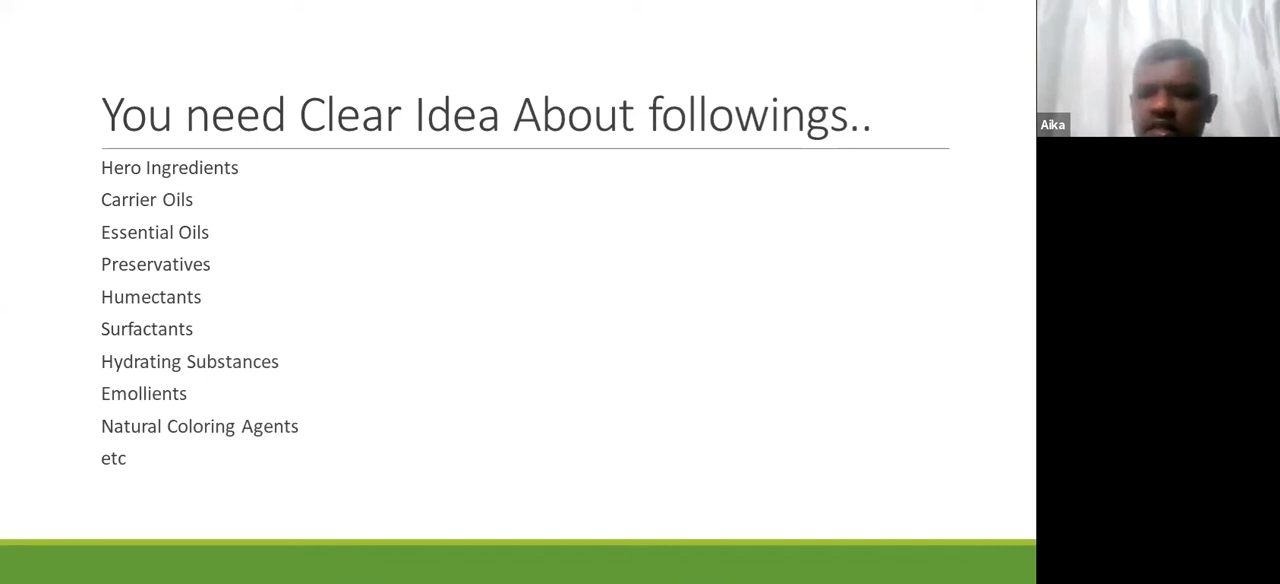 You need Clear Idea About followings..
Hero Ingredients
Carrier Oils
Essential Oils
Preservatives
Humectants
Surfactants
Hydrating Substances
Emollients
Natural Coloring Agents
etc
Aika